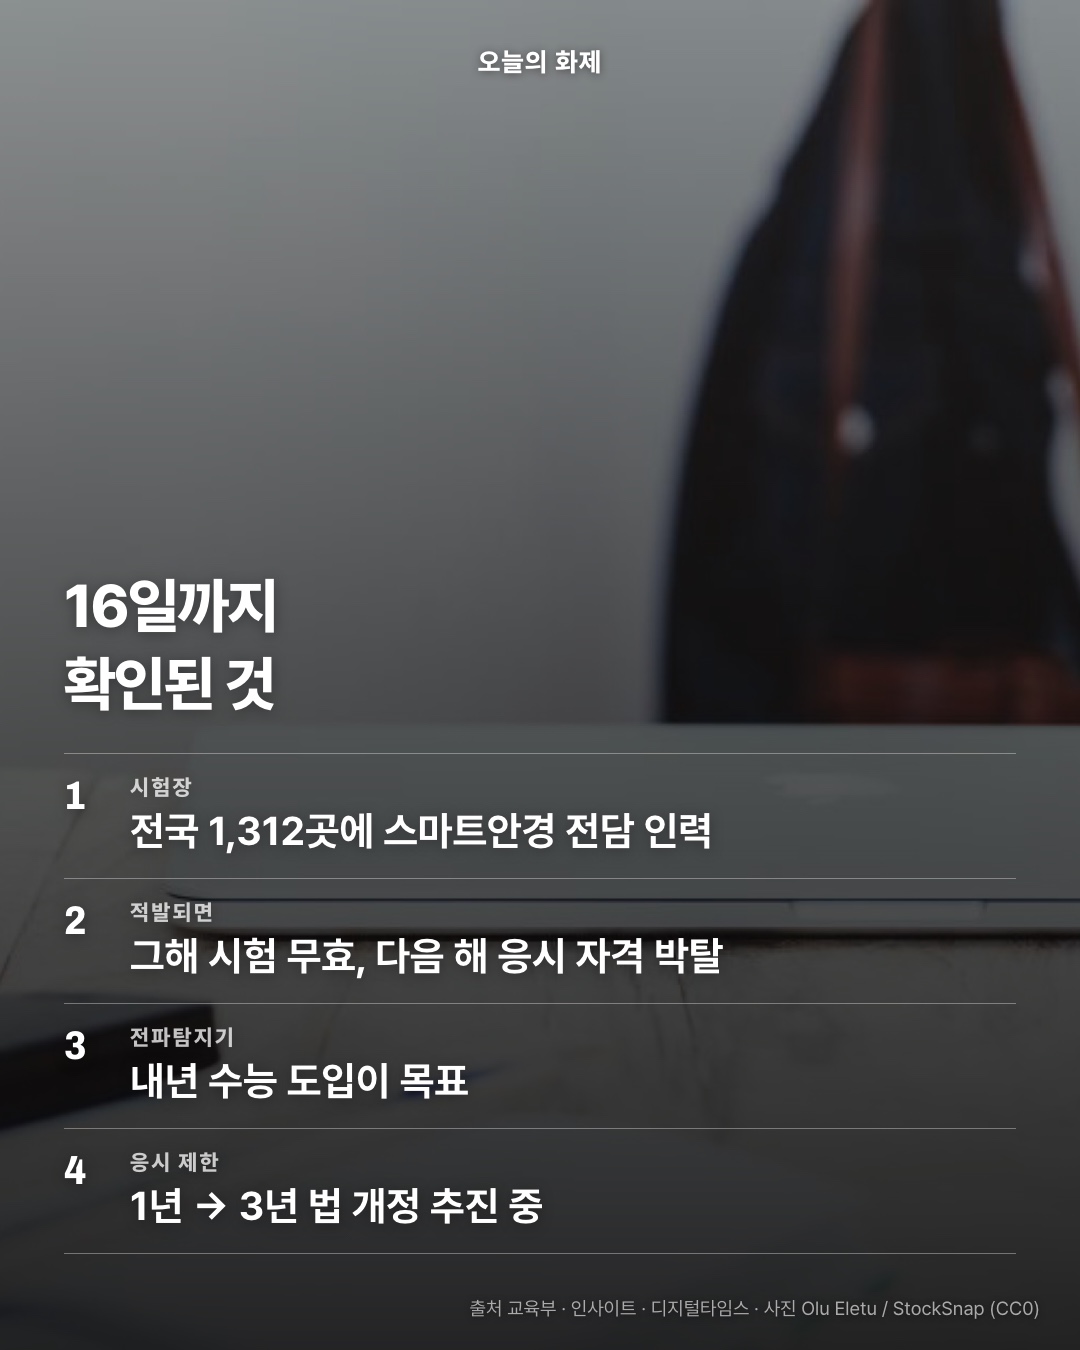 오늘의 화제
16일까지
확인된 것
1
시험장
전국 1,312곳에 스마트안경 전담 인력
2
적발되면
그해 시험 무효, 다음 해 응시 자격 박탈
3
전파탐지기
내년 수능 도입이 목표
4
응시 제한
1년 → 3년 법 개정 추진 중
출처 교육부 · 인사이트 · 디지털타임스 · 사진 Olu Eletu / StockSnap (CC0)